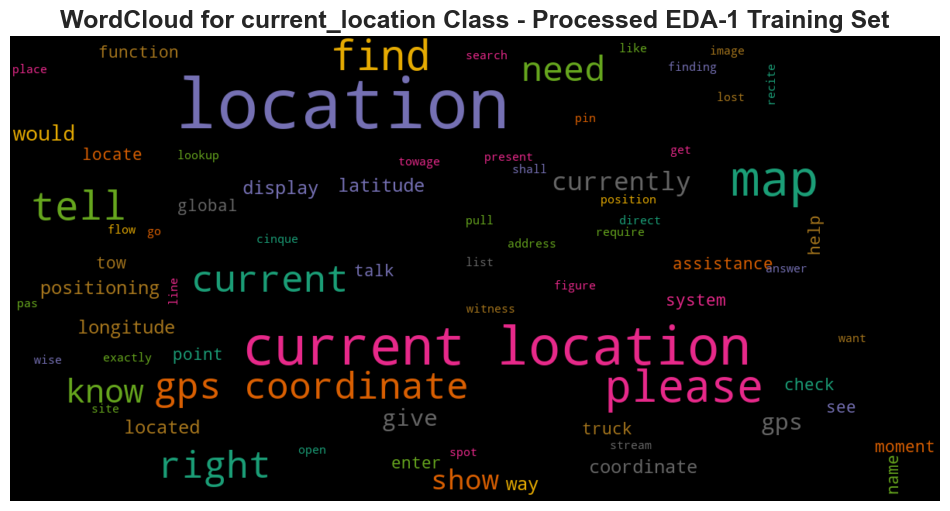 WordCloud for current_location Class - Processed EDA-1 Training Set
function find search like image
place need finding recite
location lost
would pin
locate lookup towage present get
shall
display latitude currently map
tell global position
flow go pull direct help
cinque address require
tow talk list assistance answer
positioning current figure system
pas line witness
longitude want
wise exactly point current location
know gps coordinate please check
site give see
located truck gps
stream
right open spot moment
enter coordinate
show way name